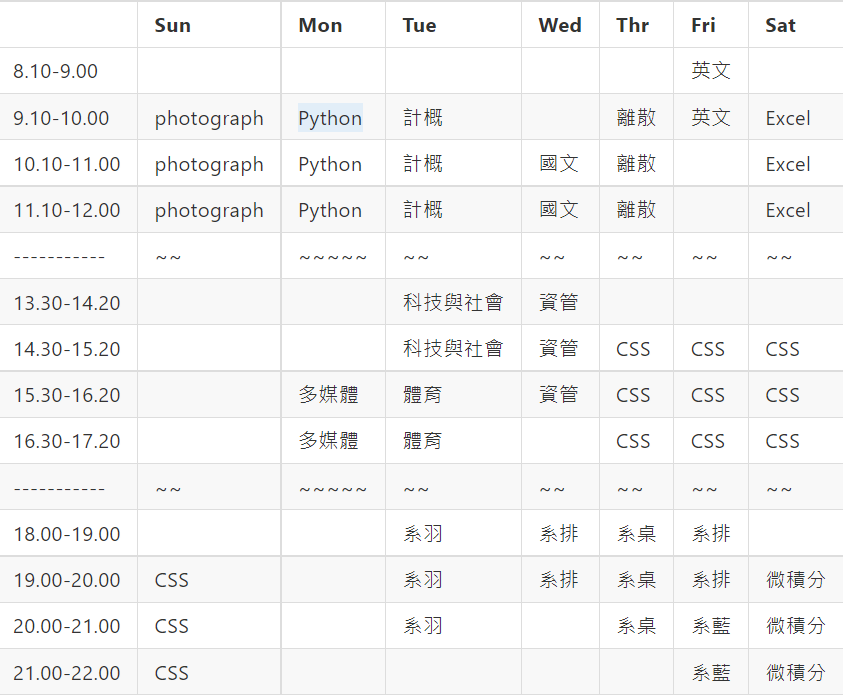 Sun Mon Tue Wed Thr Fri Sat
8.10-9.00 英文
9.10-10.00 photograph Python 計概 離散 英文 Excel
10.10-11.00 photograph Python 計概 國文 離散 Excel
11.10-12.00 photograph Python 計概 國文 離散 Excel
----------- ~~ ~~~~~ ~~ ~~ ~~ ~~ ~~
13.30-14.20 科技與社會 資管
14.30-15.20 科技與社會 資管 CSS CSS CSS
15.30-16.20 多媒體 體育 資管 CSS CSS CSS
16.30-17.20 多媒體 體育 CSS CSS CSS
----------- ~~ ~~~~~ ~~ ~~ ~~ ~~ ~~
18.00-19.00 系羽 系排 系桌 系排
19.00-20.00 CSS 系羽 系排 系桌 系排 微積分
20.00-21.00 CSS 系羽 系桌 系藍 微積分
21.00-22.00 CSS 系藍 微積分